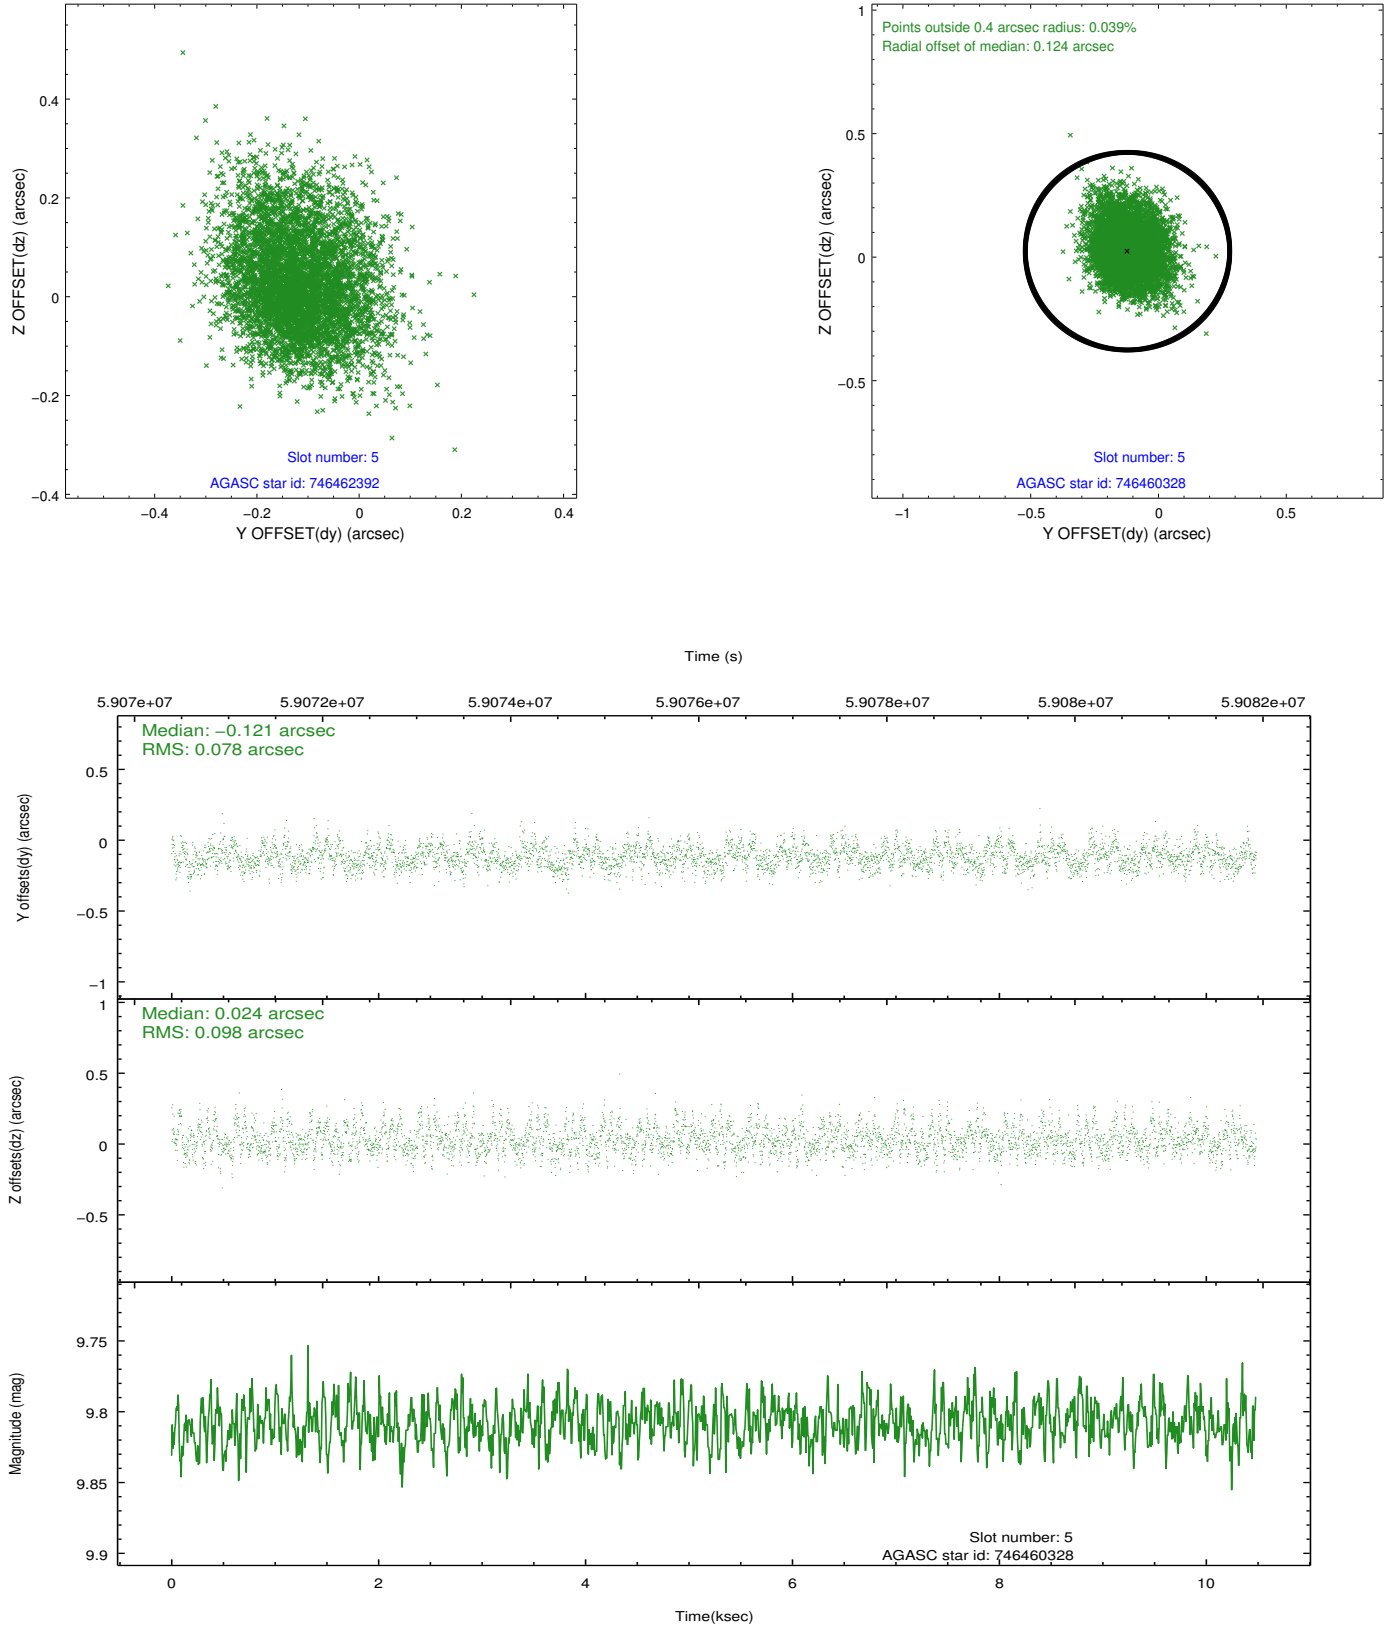 0.4
0.2
0
−0.2
−0.4
Z OFFSET(dz) (arcsec)
Slot number: 5
AGASC star id: 746462392
−0.4
−0.2
0
0.2
0.4
Y OFFSET(dy) (arcsec)
Points outside 0.4 arcsec radius: 0.039%
Radial offset of median: 0.124 arcsec
1
0.5
0
−0.5
Z OFFSET(dz) (arcsec)
Slot number: 5
AGASC star id: 746460328
−1
−0.5
0
0.5
Y OFFSET(dy) (arcsec)
Time (s)
5.907e+07
5.9072e+07
5.9074e+07
5.9076e+07
5.9078e+07
5.908e+07
5.9082e+07
Median: −0.121 arcsec
RMS: 0.078 arcsec
0.5
0
−0.5
−1
Y offsets(dy) (arcsec)
Median: 0.024 arcsec
RMS: 0.098 arcsec
1
0.5
0
−0.5
Z offsets(dz) (arcsec)
9.75
9.8
9.85
9.9
Magnitude (mag)
Slot number: 5
AGASC star id: 746460328
0
2
4
6
8
10
Time(ksec)